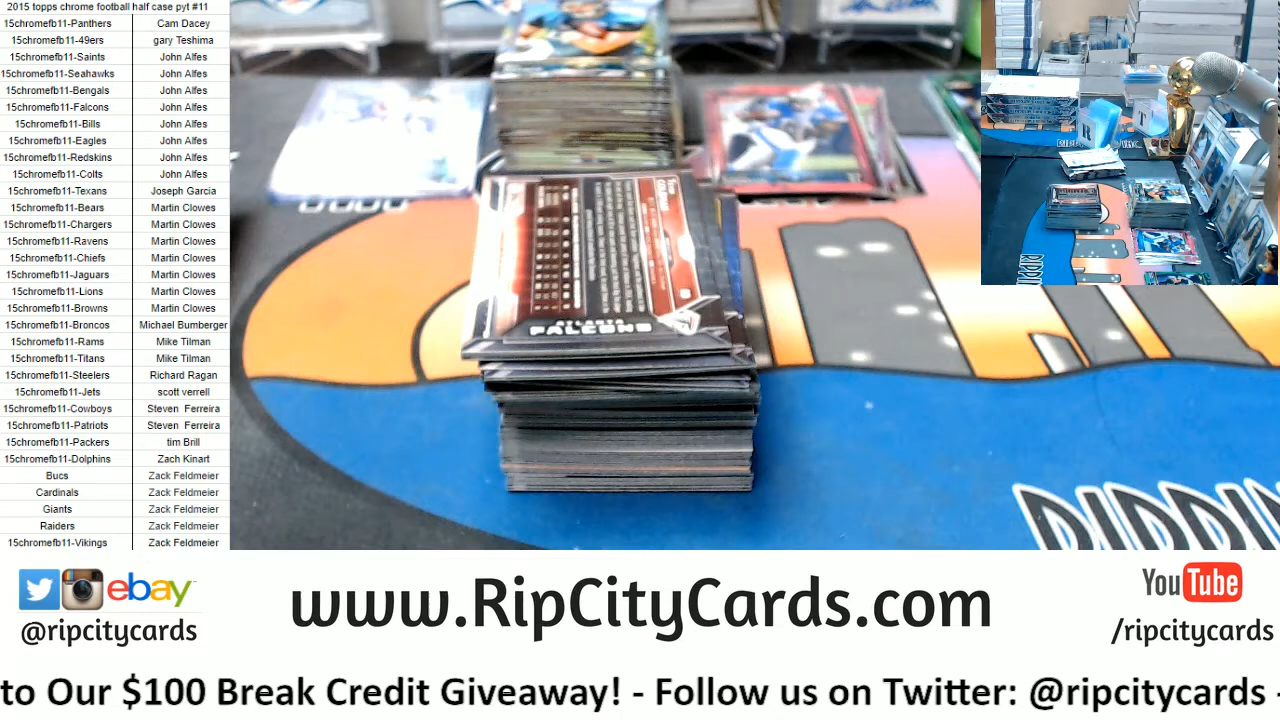 2015 topps chrome football half case pyt #11
15chromefb11-Panthers Cam Dacey
15chromefb11-49ers gary Teshima
15chromefb11-Saints John Alfes
15chromefb11-Seahawks John Alfes
15chromefb11-Bengals John Alfes
15chromefb11-Falcons John Alfes
15chromefb11-Bills John Alfes
15chromefb11-Eagles John Alfes
15chromefb11-Redskins John Alfes
15chromefb11-Colts John Alfes
15chromefb11-Texans Joseph Garcia
15chromefb11-Bears Martin Clowes
15chromefb11-Chargers Martin Clowes
15chromefb11-Ravens Martin Clowes
15chromefb11-Chiefs Martin Clowes
15chromefb11-Jaguars Martin Clowes
15chromefb11-Lions Martin Clowes
15chromefb11-Browns Martin Clowes
15chromefb11-Broncos Michael Bumberger
15chromefb11-Rams Mike Tilman
15chromefb11-Titans Mike Tilman
15chromefb11-Steelers Richard Ragan
15chromefb11-Jets scott verrell
15chromefb11-Cowboys Steven Ferreira
15chromefb11-Patriots Steven Ferreira
15chromefb11-Packers tim Brill
15chromefb11-Dolphins Zach Kinart
Bucs Zack Feldmeier
Cardinals Zack Feldmeier
Giants Zack Feldmeier
Raiders Zack Feldmeier
15chromefb11-Vikings Zack Feldmeier
ATLANTA
FALCONS
RIPPIN
R T
RIPPIN
ebay
@ripcitycards
www.RipCityCards.com
YouTube
/ripcitycards
to Our $100 Break Credit Giveaway! - Follow us on Twitter: @ripcitycards -